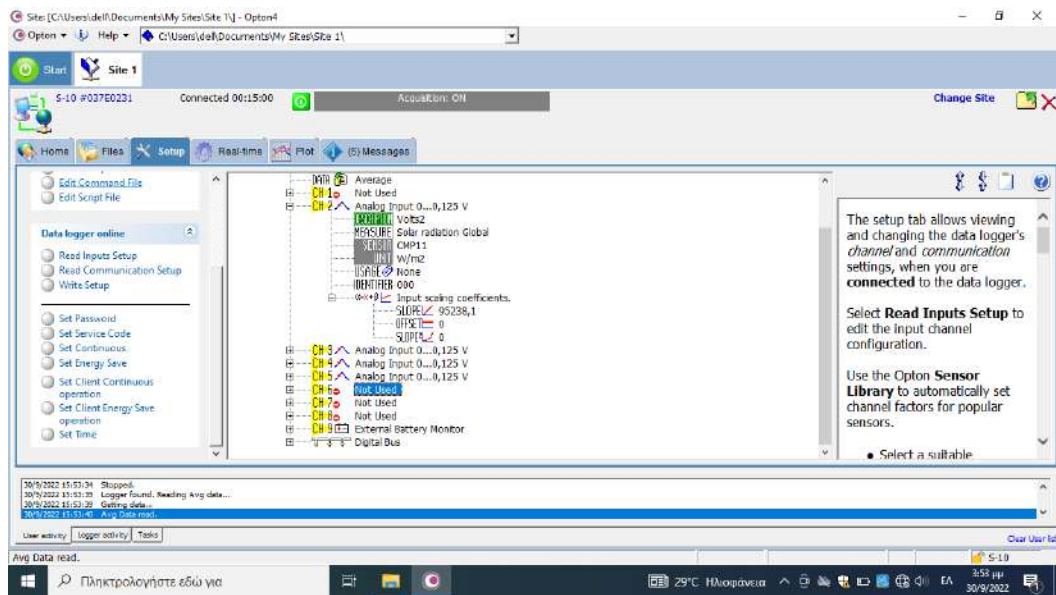 Site: [C:\Users\dell\Documents\My Sites\Site 1\] - Opton4
Opton Help C:\Users\dell\Documents\My Sites\Site 1\
Start Site 1
S-10 #037E0231 Connected 00:15:00 Acquisition: ON Change Site
Home Files Setup Real-time Plot (5) Messages
Edit Command File
Edit Script File
Data logger online
Read Inputs Setup
Read Communication Setup
Write Setup
Set Password
Set Service Code
Set Continuous
Set Energy Save
Set Client Continuous
operation
Set Client Energy Save
operation
Set Time
DATA Average
CH 1 Not Used
CH 2 Analog Input 0...0,125 V
Volts2
MEASURE Solar radiation Global
SENSOR CMP11
UNIT W/m2
USAGE None
IDENTIFIER 000
Input scaling coefficients.
SLOPE 95238,1
OFFSET 0
0
CH 3 Analog Input 0...0,125 V
CH 4 Analog Input 0...0,125 V
CH 5 Analog Input 0...0,125 V
CH 6 Not Used
CH 7 Not Used
CH 8 Not Used
CH 9 External Battery Monitor
Digital Bus
The setup tab allows viewing
and changing the data logger's
channel and communication
settings, when you are
connected to the data logger.
Select Read Inputs Setup to
edit the input channel
configuration.
Use the Opton Sensor
Library to automatically set
channel factors for popular
sensors.
• Select a suitable
30/9/2022 15:53:34 Stopped.
30/9/2022 15:53:39 Logger found. Reading Avg data...
30/9/2022 15:53:39 Getting data...
30/9/2022 15:53:40 Avg Data read.
User activity Logger activity Tasks Clear User list
Avg Data read. S-10
Πληκτρολογήστε εδώ για 29°C Ηλιοφάνεια ΕΛ 3:53 μμ
30/9/2022